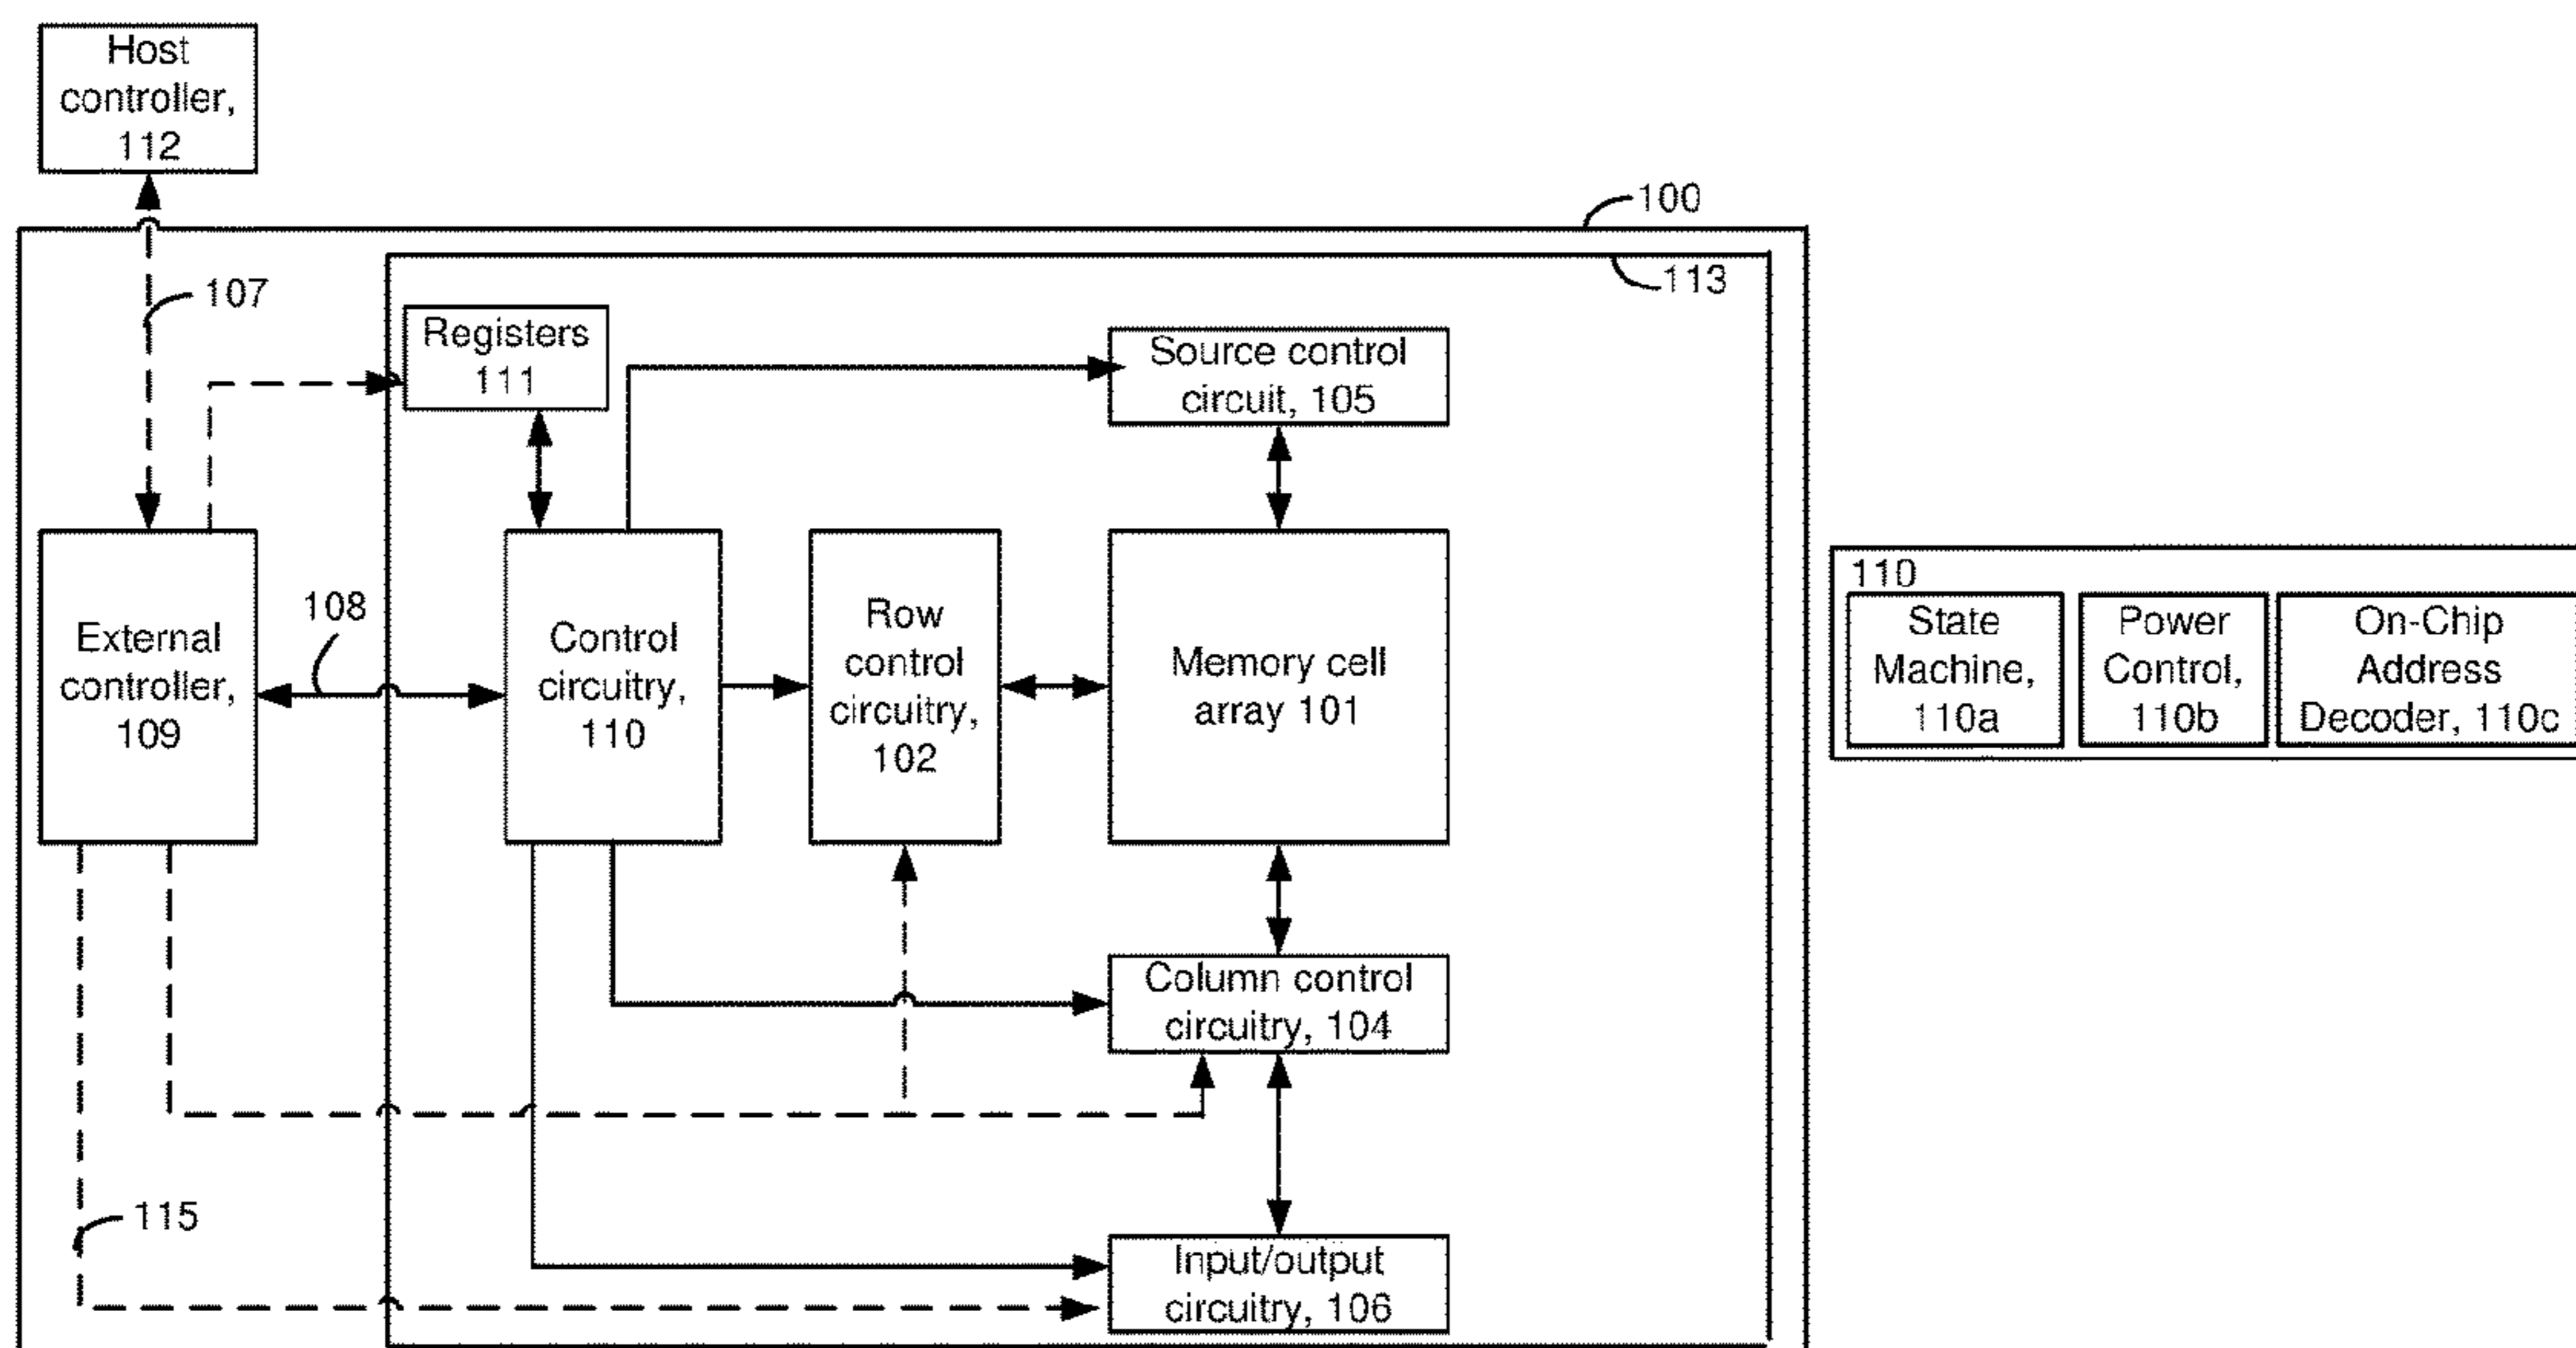 Host
controller,
112
100
113
107
Registers
111
Source control
circuit, 105
108
External
controller,
109
Control
circuitry,
110
Row
control
circuitry,
102
Memory cell
array 101
110
State
Machine,
110a
Power
Control,
110b
On-Chip
Address
Decoder, 110c
Column control
circuitry, 104
115
Input/output
circuitry, 106